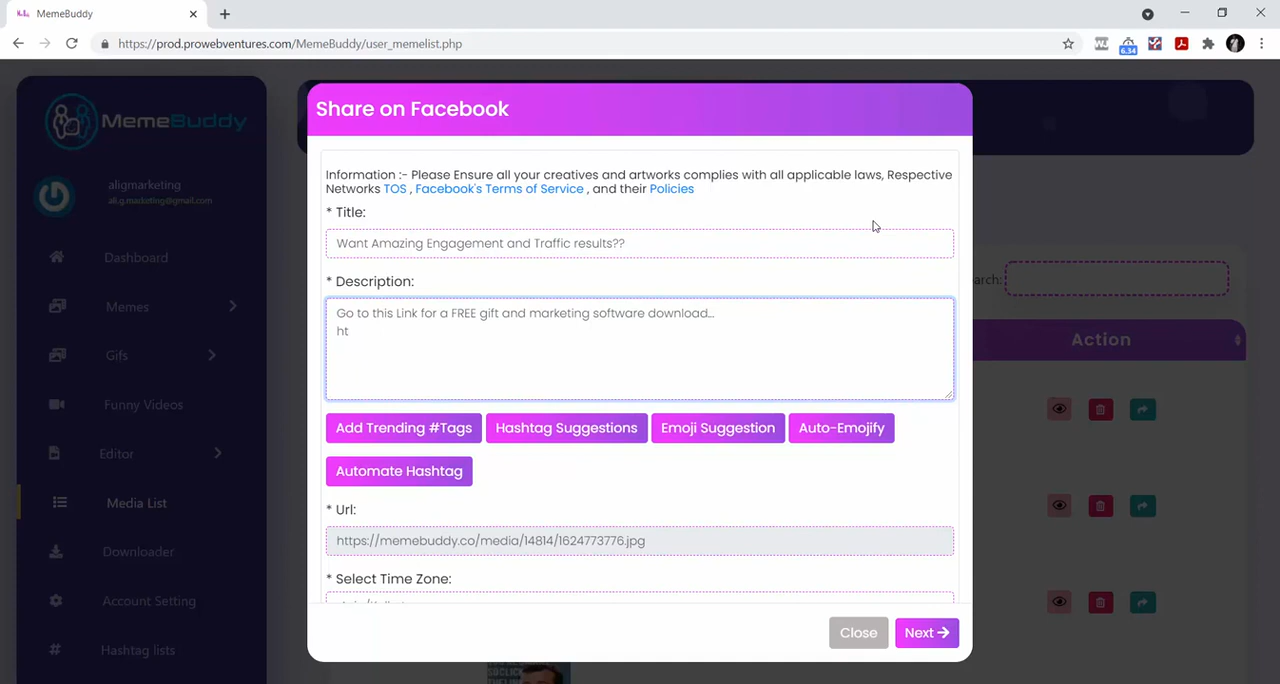 MemeBuddy
https://prod.prowebventures.com/MemeBuddy/user_memelist.php
6.34
MemeBuddy
aligmarketing
Dashboard
Memes
Gifs
Funny Videos
Editor
Media List
Downloader
Account Setting
Hashtag lists
Share on Facebook
Information :- Please Ensure all your creatives and artworks complies with all applicable laws, Respective
Networks TOS , Facebook's Terms of Service , and their Policies
* Title:
Want Amazing Engagement and Traffic results??
* Description:
Go to this Link for a FREE gift and marketing software download...
ht
Add Trending #Tags
Hashtag Suggestions
Emoji Suggestion
Auto-Emojify
Automate Hashtag
* Url:
https://memebuddy.co/media/14814/1624773776.jpg
* Select Time Zone:
Close
Next
arch:
Action